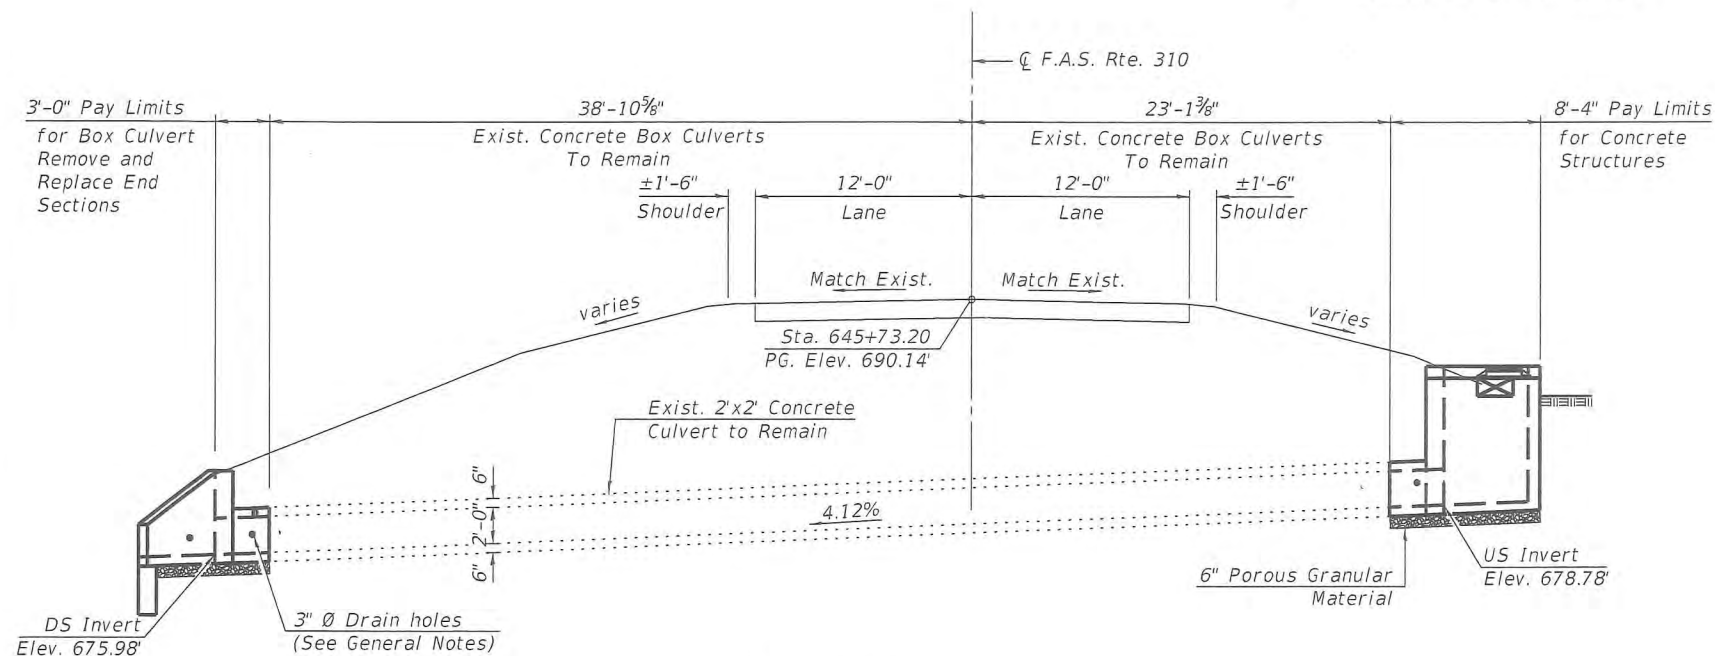 ℄ F.A.S. Rte. 310
3'-0" Pay Limits
for Box Culvert
Remove and
Replace End
Sections
38'-10⅝"
Exist. Concrete Box Culverts
To Remain
23'-1⅜"
Exist. Concrete Box Culverts
To Remain
8'-4" Pay Limits
for Concrete
Structures
±1'-6"
Shoulder
12'-0"
Lane
12'-0"
Lane
±1'-6"
Shoulder
Match Exist.
Match Exist.
varies
varies
Sta. 645+73.20
PG. Elev. 690.14'
Exist. 2'x2' Concrete
Culvert to Remain
6"
2'-0"
6"
4.12%
6" Porous Granular
Material
US Invert
Elev. 678.78'
DS Invert
Elev. 675.98'
3" Ø Drain holes
(See General Notes)